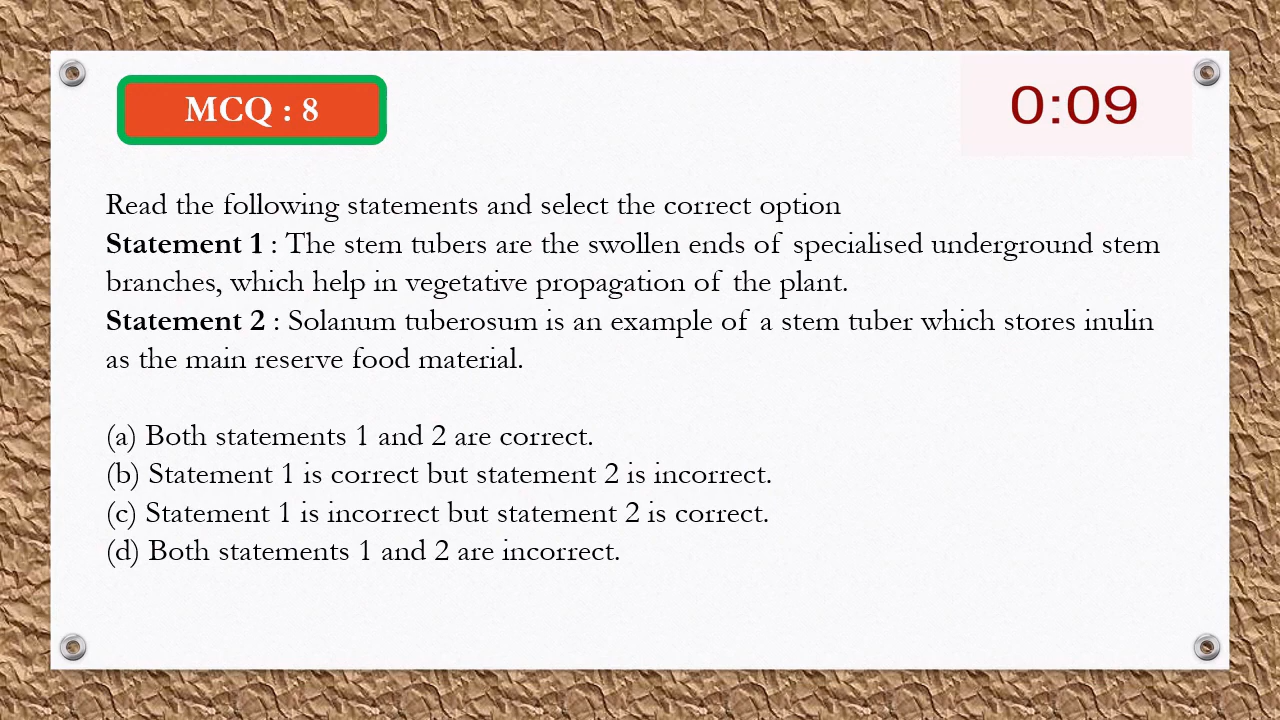 MCQ : 8
0:09
Read the following statements and select the correct option
Statement 1 : The stem tubers are the swollen ends of specialised underground stem
branches, which help in vegetative propagation of the plant.
Statement 2 : Solanum tuberosum is an example of a stem tuber which stores inulin
as the main reserve food material.
(a) Both statements 1 and 2 are correct.
(b) Statement 1 is correct but statement 2 is incorrect.
(c) Statement 1 is incorrect but statement 2 is correct.
(d) Both statements 1 and 2 are incorrect.